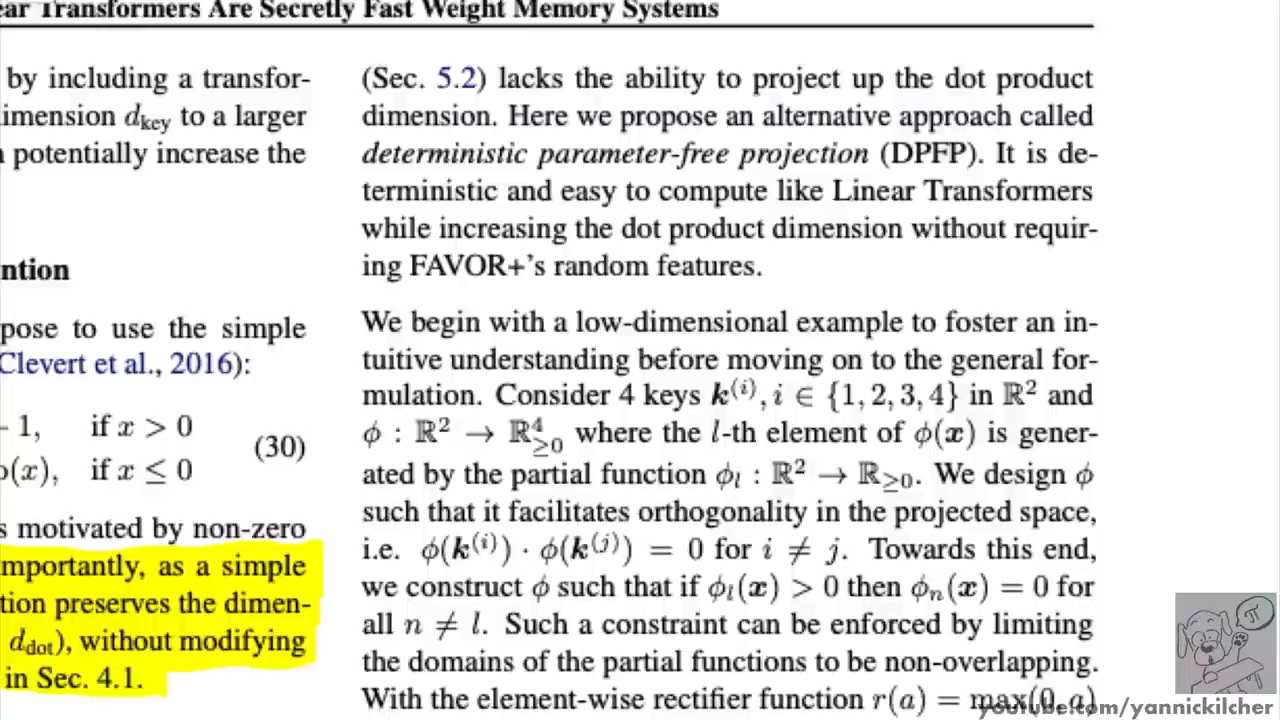 ear Transformers Are Secretly Fast Weight Memory Systems
by including a transfor-
imension d_key to a larger
potentially increase the
ntion
pose to use the simple
Clevert et al., 2016):
- 1, if x > 0
(30)
(x), if x ≤ 0
s motivated by non-zero
mportantly, as a simple
tion preserves the dimen-
d_dot), without modifying
in Sec. 4.1.
(Sec. 5.2) lacks the ability to project up the dot product
dimension. Here we propose an alternative approach called
deterministic parameter-free projection (DPFP). It is de-
terministic and easy to compute like Linear Transformers
while increasing the dot product dimension without requir-
ing FAVOR+'s random features.
We begin with a low-dimensional example to foster an in-
tuitive understanding before moving on to the general for-
mulation. Consider 4 keys k^(i), i ∈ {1, 2, 3, 4} in ℝ² and
ϕ : ℝ² → ℝ⁴_≥0 where the l-th element of ϕ(x) is gener-
ated by the partial function ϕ_l : ℝ² → ℝ_≥0. We design ϕ
such that it facilitates orthogonality in the projected space,
i.e. ϕ(k^(i)) · ϕ(k^(j)) = 0 for i ≠ j. Towards this end,
we construct ϕ such that if ϕ_l(x) > 0 then ϕ_n(x) = 0 for
all n ≠ l. Such a constraint can be enforced by limiting
the domains of the partial functions to be non-overlapping.
With the element-wise rectifier function r(a) = max(0, a)
π
youtube.com/yannickilcher